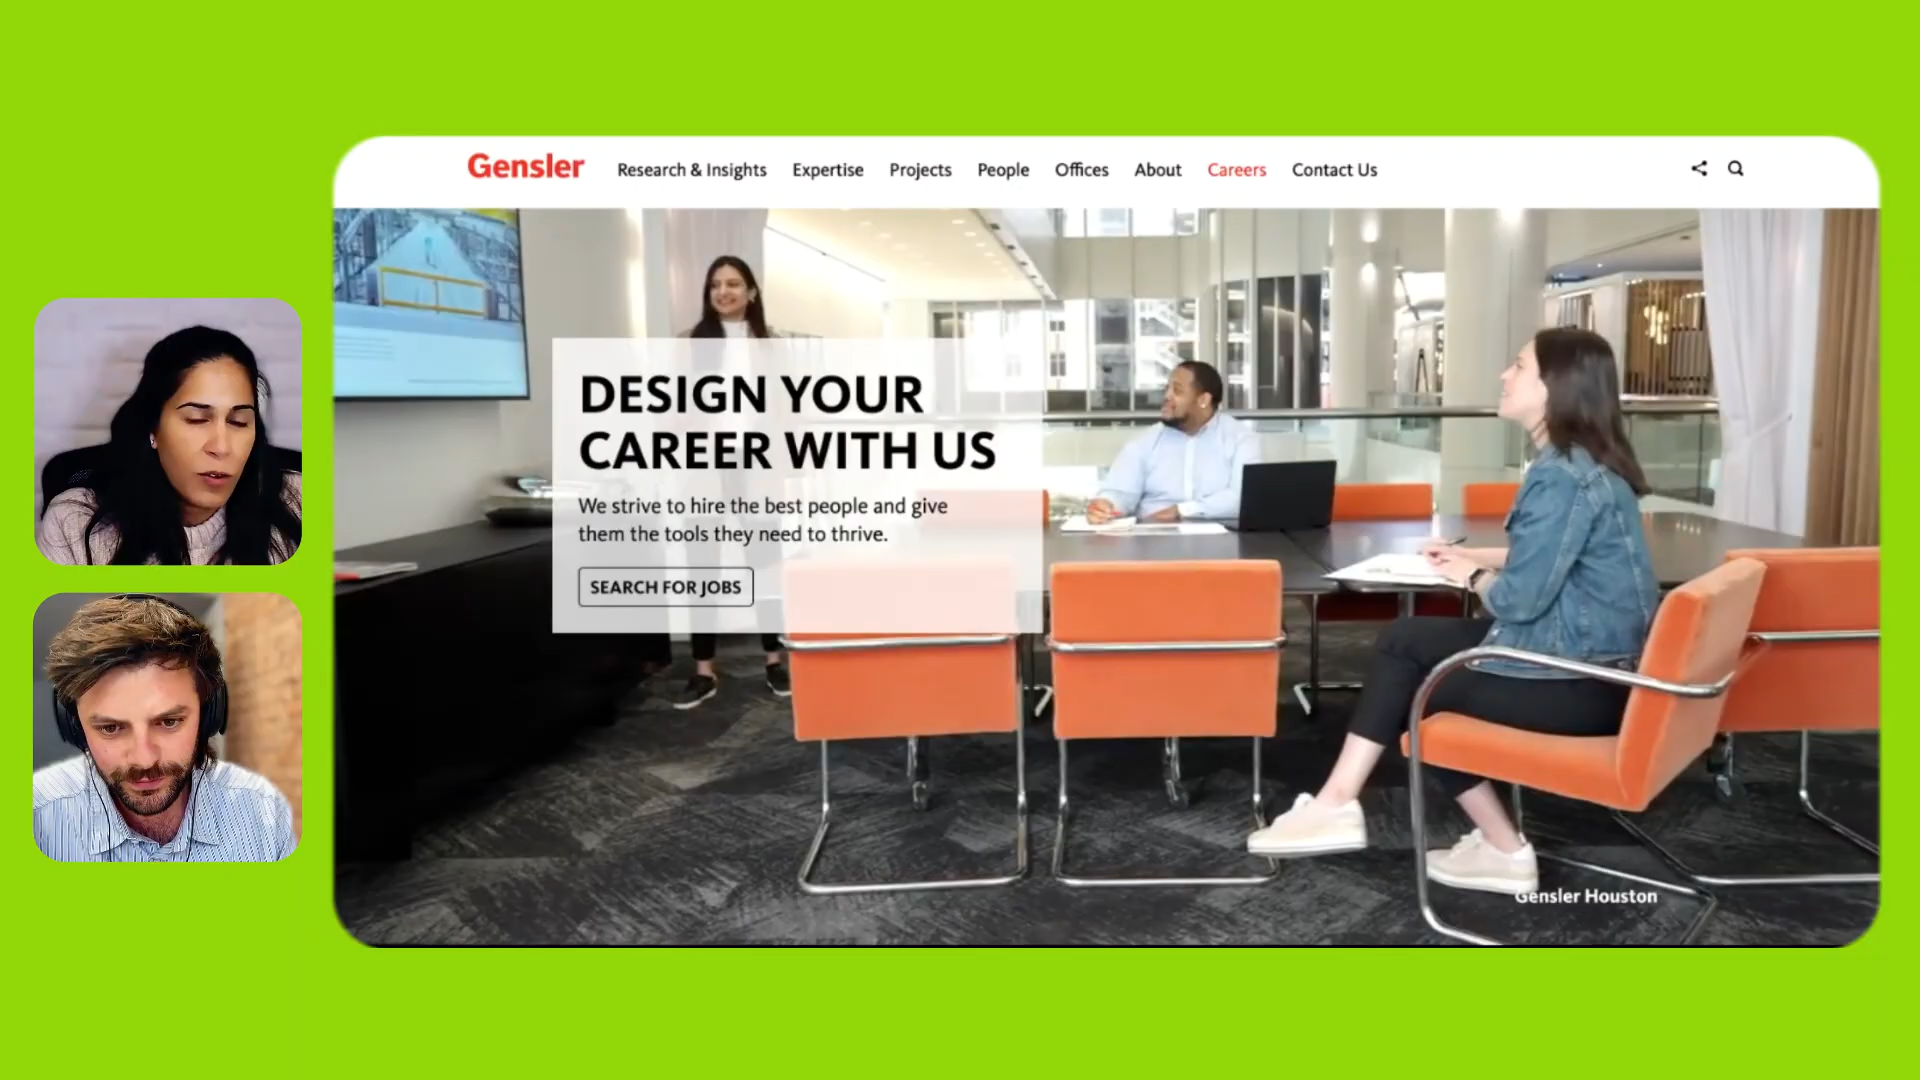 Gensler
Research & Insights
Expertise
Projects
People
Offices
About
Careers
Contact Us
DESIGN YOUR
CAREER WITH US
We strive to hire the best people and give
them the tools they need to thrive.
SEARCH FOR JOBS
Gensler Houston